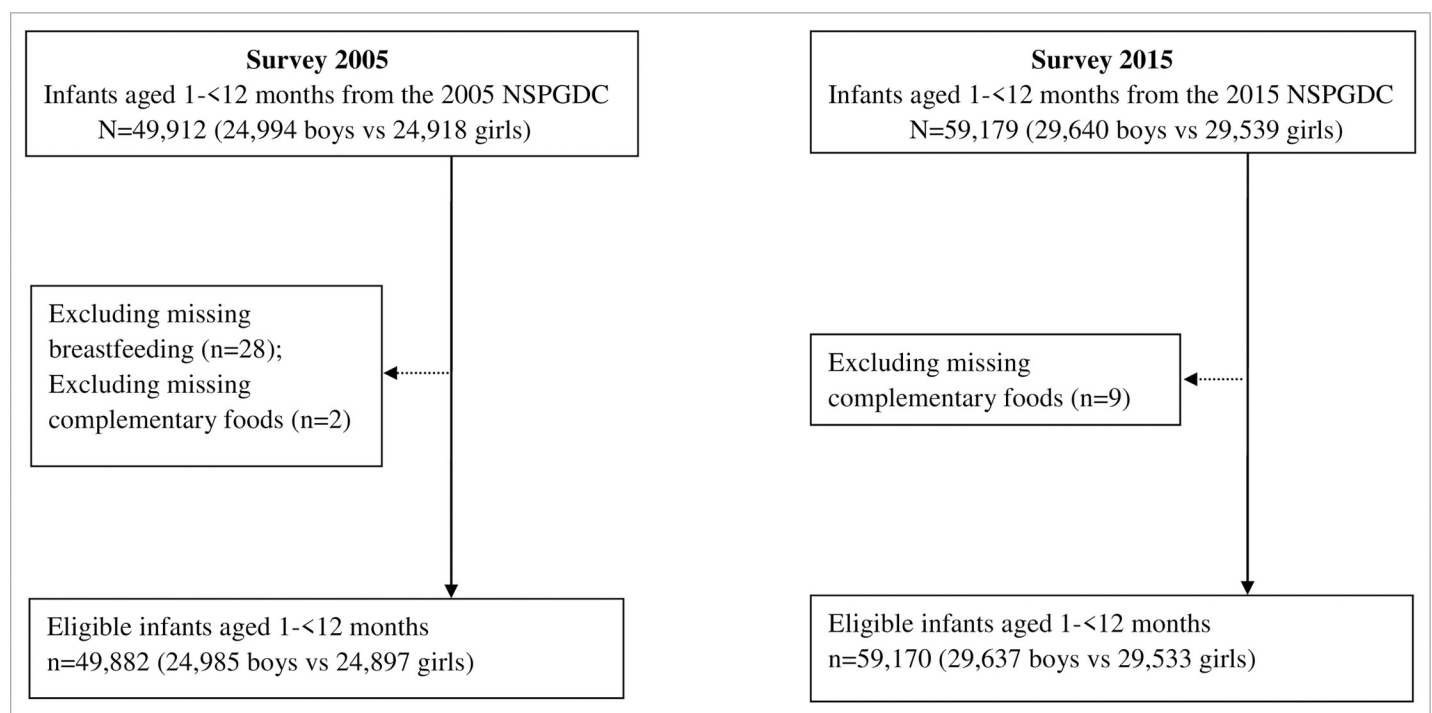 Survey 2005
Infants aged 1-<12 months from the 2005 NSPGDC
N=49,912 (24,994 boys vs 24,918 girls)
Excluding missing
breastfeeding (n=28);
Excluding missing
complementary foods (n=2)
Eligible infants aged 1-<12 months
n=49,882 (24,985 boys vs 24,897 girls)
Survey 2015
Infants aged 1-<12 months from the 2015 NSPGDC
N=59,179 (29,640 boys vs 29,539 girls)
Excluding missing
complementary foods (n=9)
Eligible infants aged 1-<12 months
n=59,170 (29,637 boys vs 29,533 girls)